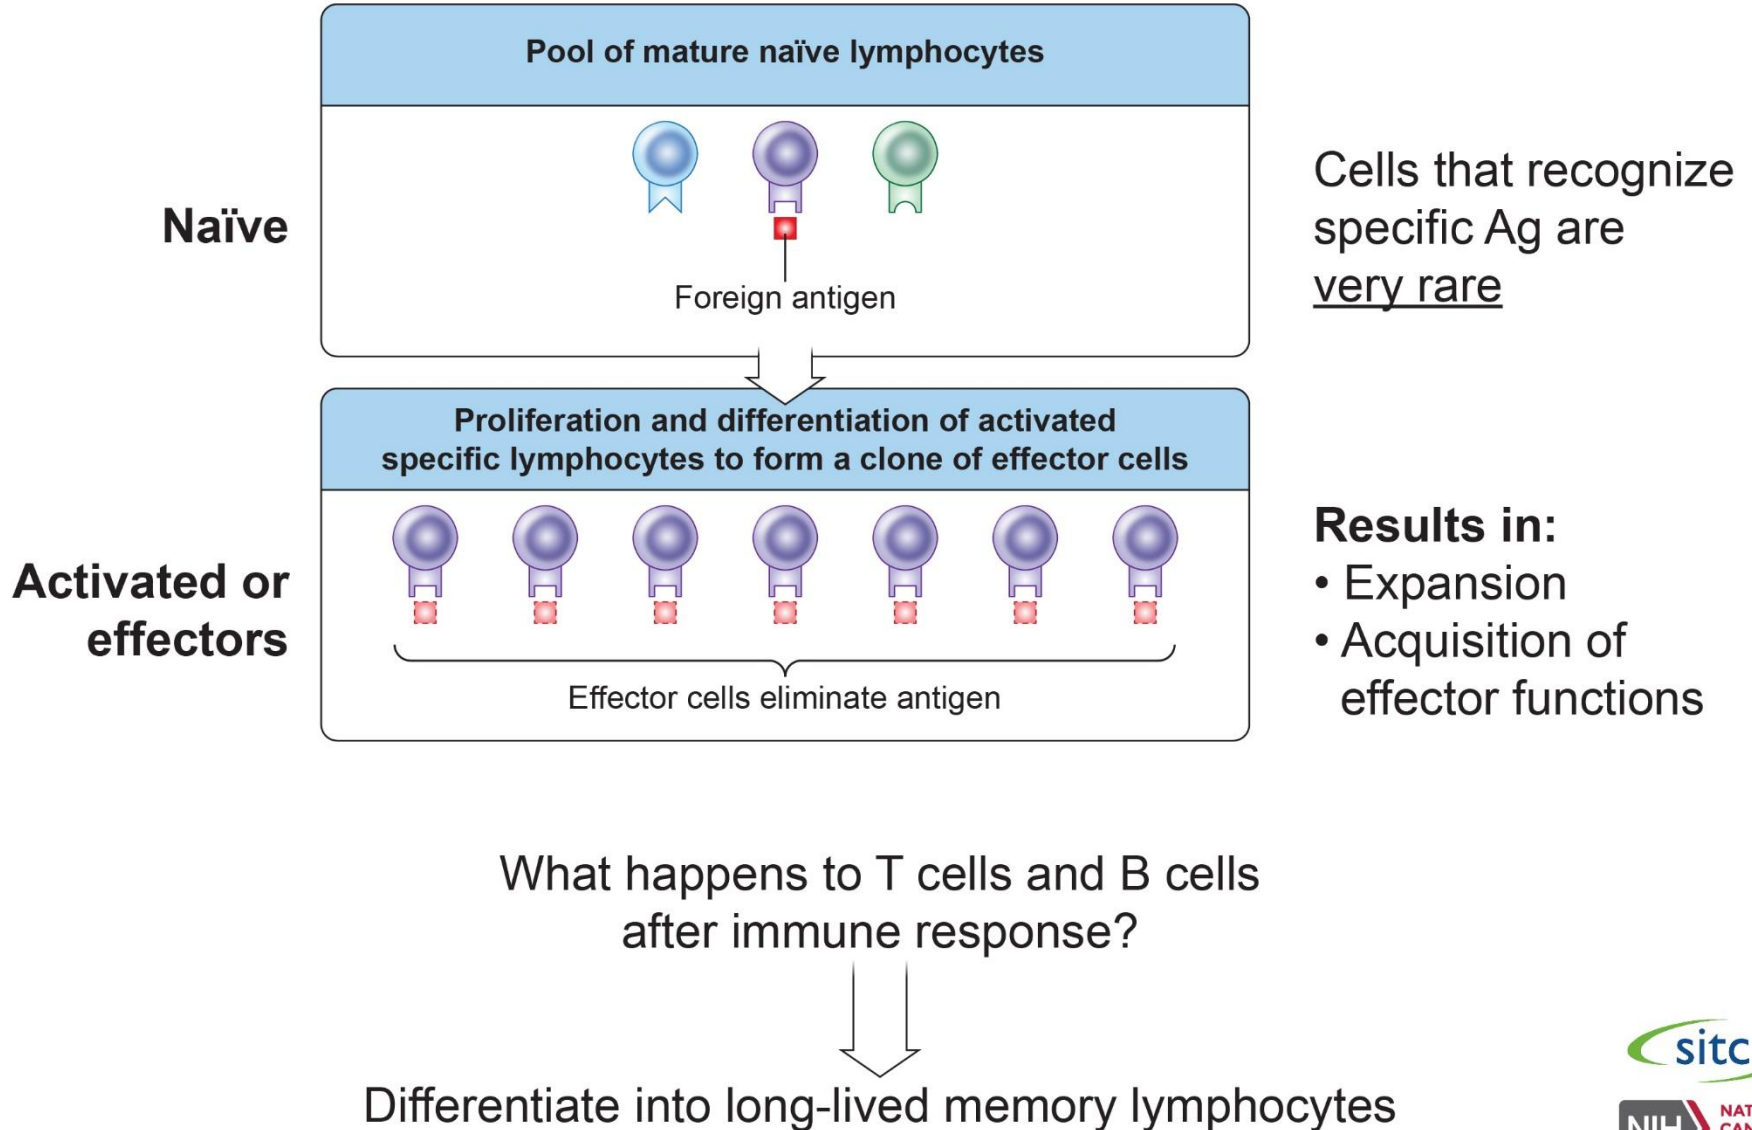 Pool of mature naïve lymphocytes
Naïve
Foreign antigen
Cells that recognize
specific Ag are
very rare
Proliferation and differentiation of activated
specific lymphocytes to form a clone of effector cells
Activated or
effectors
Effector cells eliminate antigen
Results in:
• Expansion
• Acquisition of
effector functions
What happens to T cells and B cells
after immune response?
Differentiate into long-lived memory lymphocytes
sitc
NIH